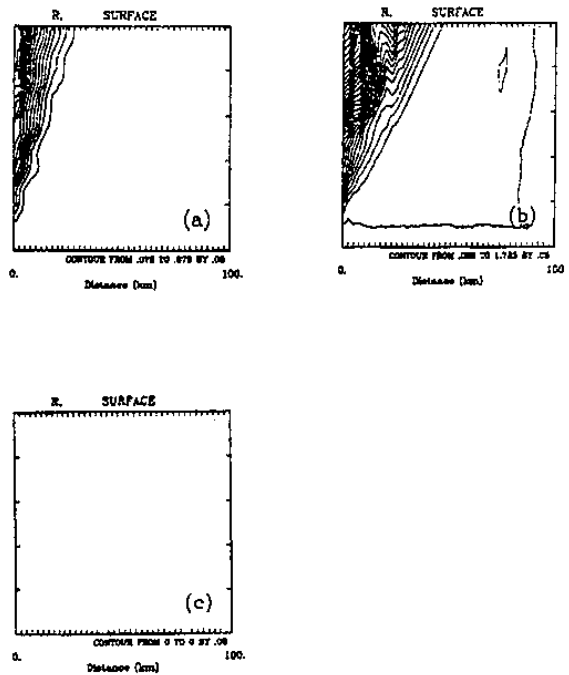 R. SURFACE
(a)
CONTOUR FROM .075 TO .875 BY .05
0. 100.
Distance (km)
R. SURFACE
(b)
CONTOUR FROM TO 1.725 BY .05
0. 100
Distance (km)
R. SURFACE
(c)
CONTOUR FROM 0 TO 0 BY .05
0. 100.
Distance (km)